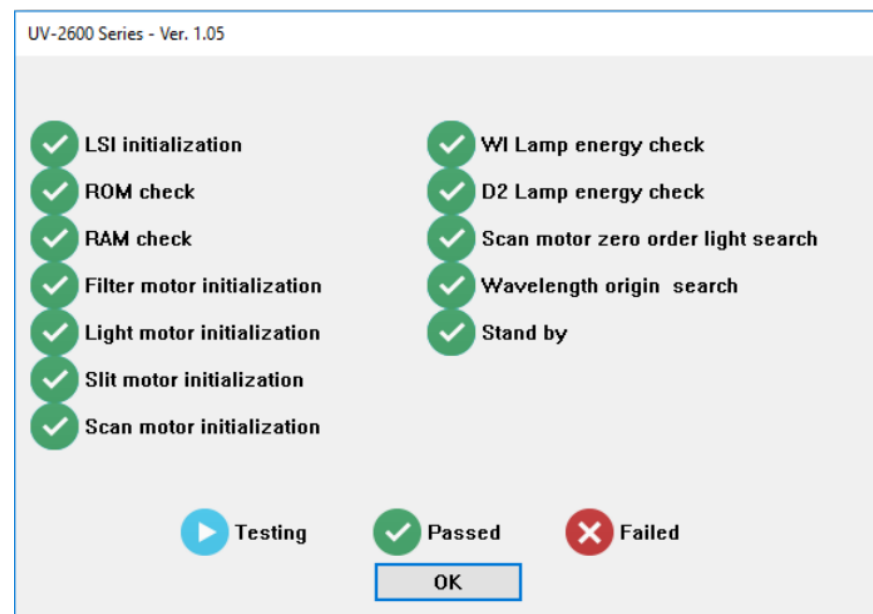 UV-2600 Series - Ver. 1.05
LSI initialization
ROM check
RAM check
Filter motor initialization
Light motor initialization
Slit motor initialization
Scan motor initialization
WI Lamp energy check
D2 Lamp energy check
Scan motor zero order light search
Wavelength origin  search
Stand by
Testing
Passed
Failed
OK